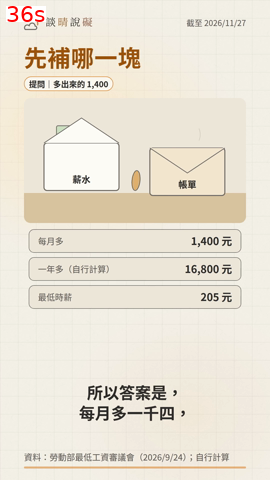 36s
談晴說礙
截至 2026/11/27
先補哪一塊
提問｜多出來的 1,400
薪水
帳單
每月多 1,400 元
一年多（自行計算） 16,800 元
最低時薪 205 元
所以答案是，
每月多一千四，
資料：勞動部最低工資審議會（2026/9/24）；自行計算